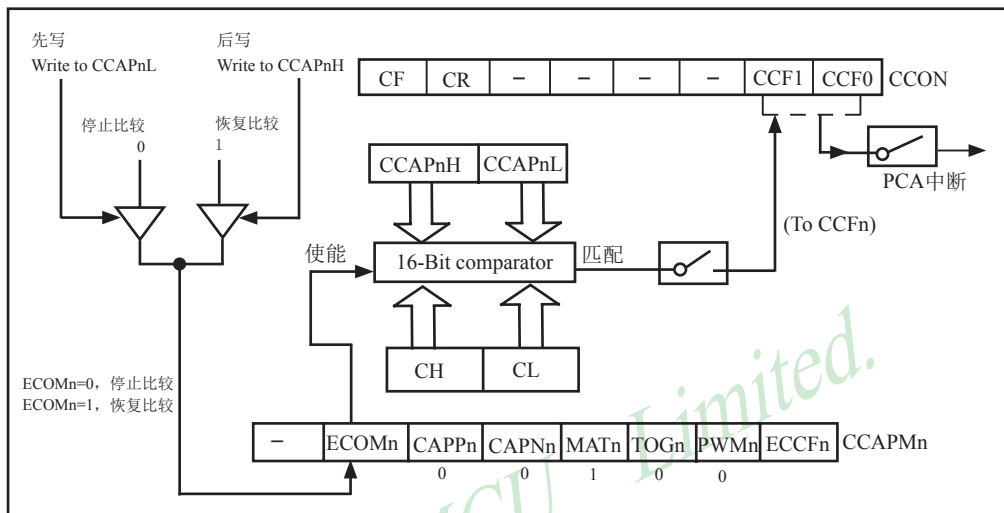 先写
Write to CCAPnL
后写
Write to CCAPnH
停止比较
0
恢复比较
1
CF CR – – – – CCF1 CCF0 CCON
PCA中断
CCAPnH CCAPnL
(To CCFn)
使能
16-Bit comparator
匹配
CH CL
ECOMn=0，停止比较
ECOMn=1，恢复比较
– ECOMn CAPPn CAPNn MATn TOGn PWMn ECCFn CCAPMn
0 0 1 0 0
MCU Limited.